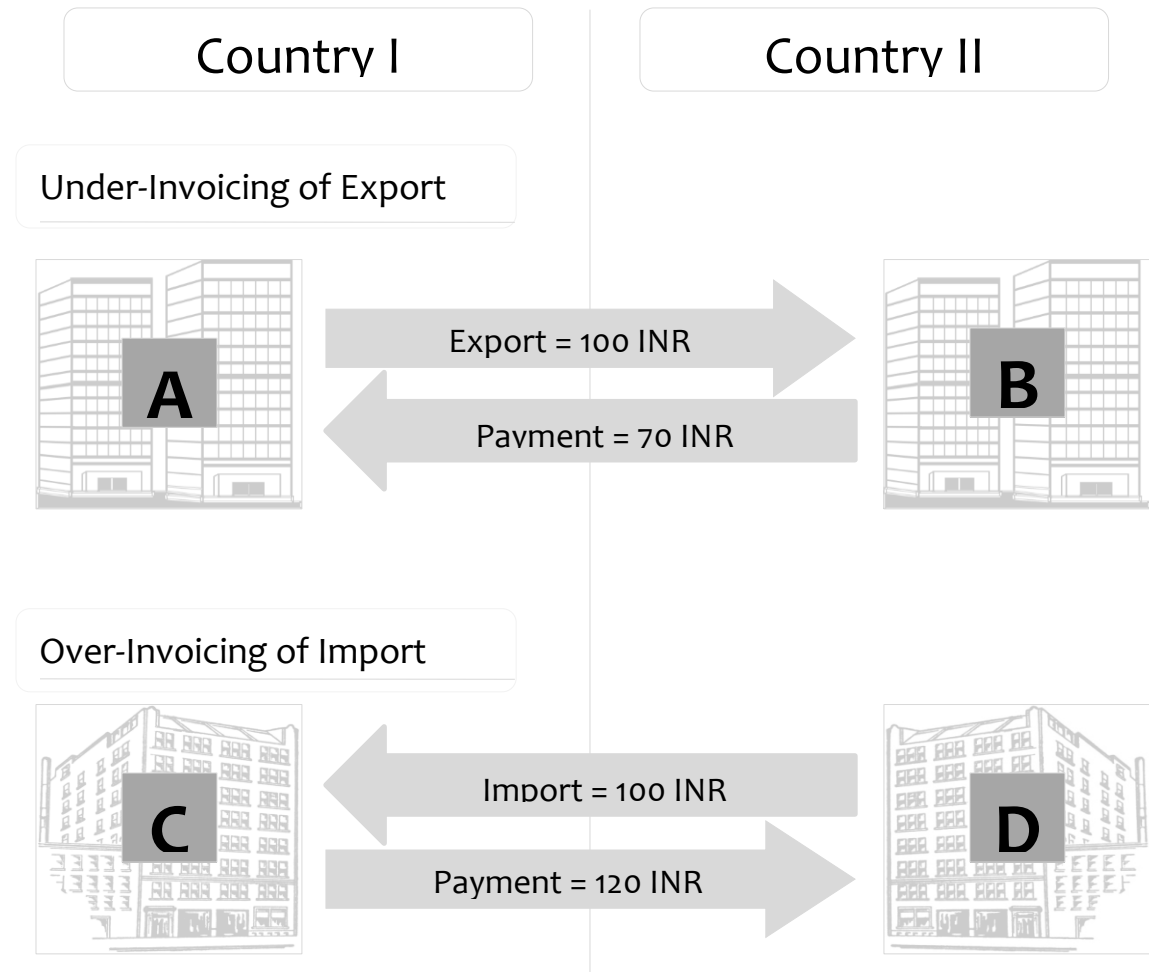 Country I
Country II
Under-Invoicing of Export
A
Export = 100 INR
B
Payment = 70 INR
Over-Invoicing of Import
C
Import = 100 INR
D
Payment = 120 INR